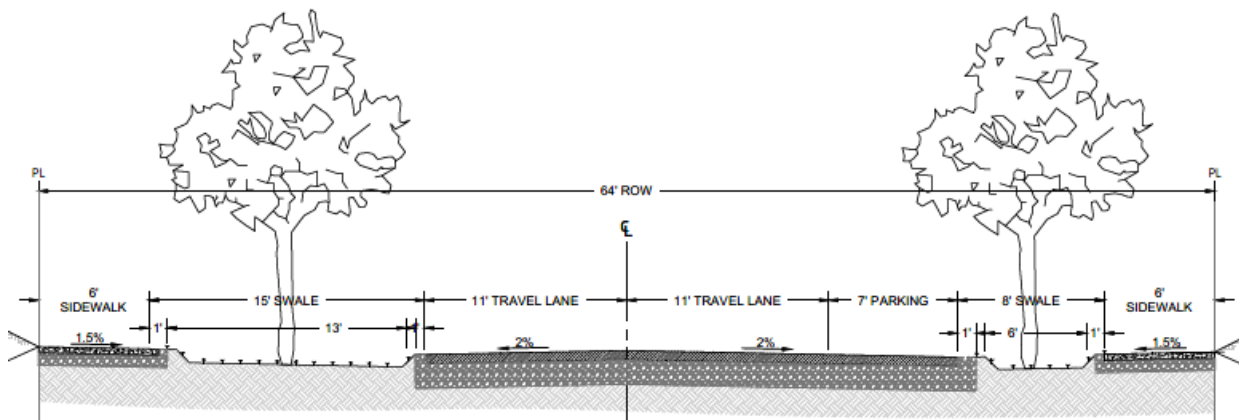 PL
PL
64' ROW
℄
6'
SIDEWALK
15' SWALE
11' TRAVEL LANE
11' TRAVEL LANE
7' PARKING
8' SWALE
6'
SIDEWALK
1'
13'
1'
6'
1'
1.5%
2%
2%
1.5%